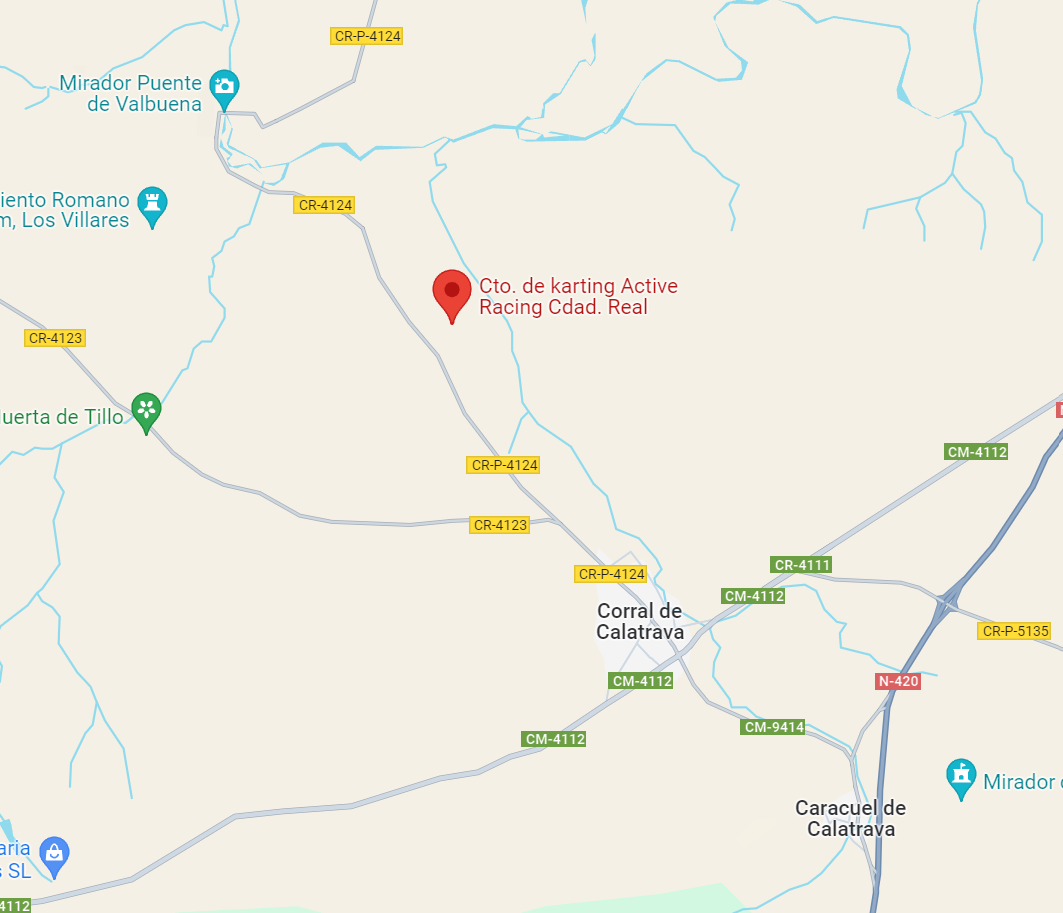 CR-P-4124
Mirador Puente
de Valbuena
iento Romano
m, Los Villares
CR-4124
Cto. de karting Active
Racing Cdad. Real
CR-4123
uerta de Tillo
CM-4112
CR-P-4124
CR-4123
CR-4111
CR-P-4124
CM-4112
Corral de
Calatrava
CR-P-5135
CM-4112
N-420
CM-9414
CM-4112
Mirador
Caracuel de
Calatrava
aria
s SL
4112